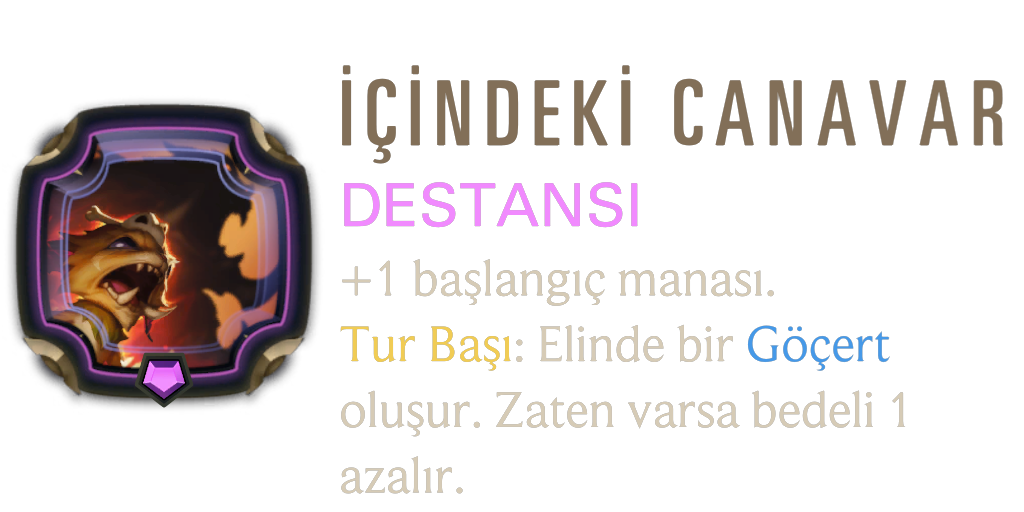 İÇİNDEKİ CANAVAR
DESTANSI
+1 başlangıç manası.
Tur Başı: Elinde bir Göçert
oluşur. Zaten varsa bedeli 1
azalır.